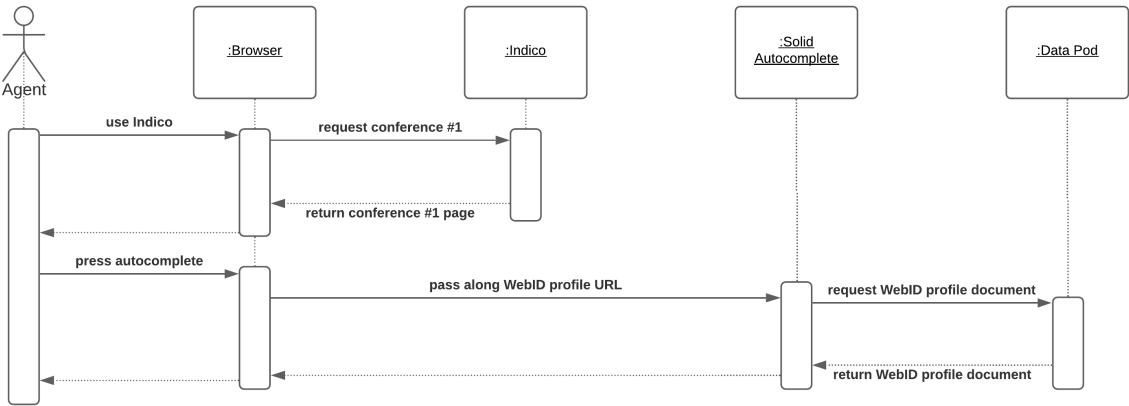 :Browser
:Indico
:Solid
Autocomplete
:Data Pod
Agent
use Indico
request conference #1
return conference #1 page
press autocomplete
pass along WebID profile URL
request WebID profile document
return WebID profile document